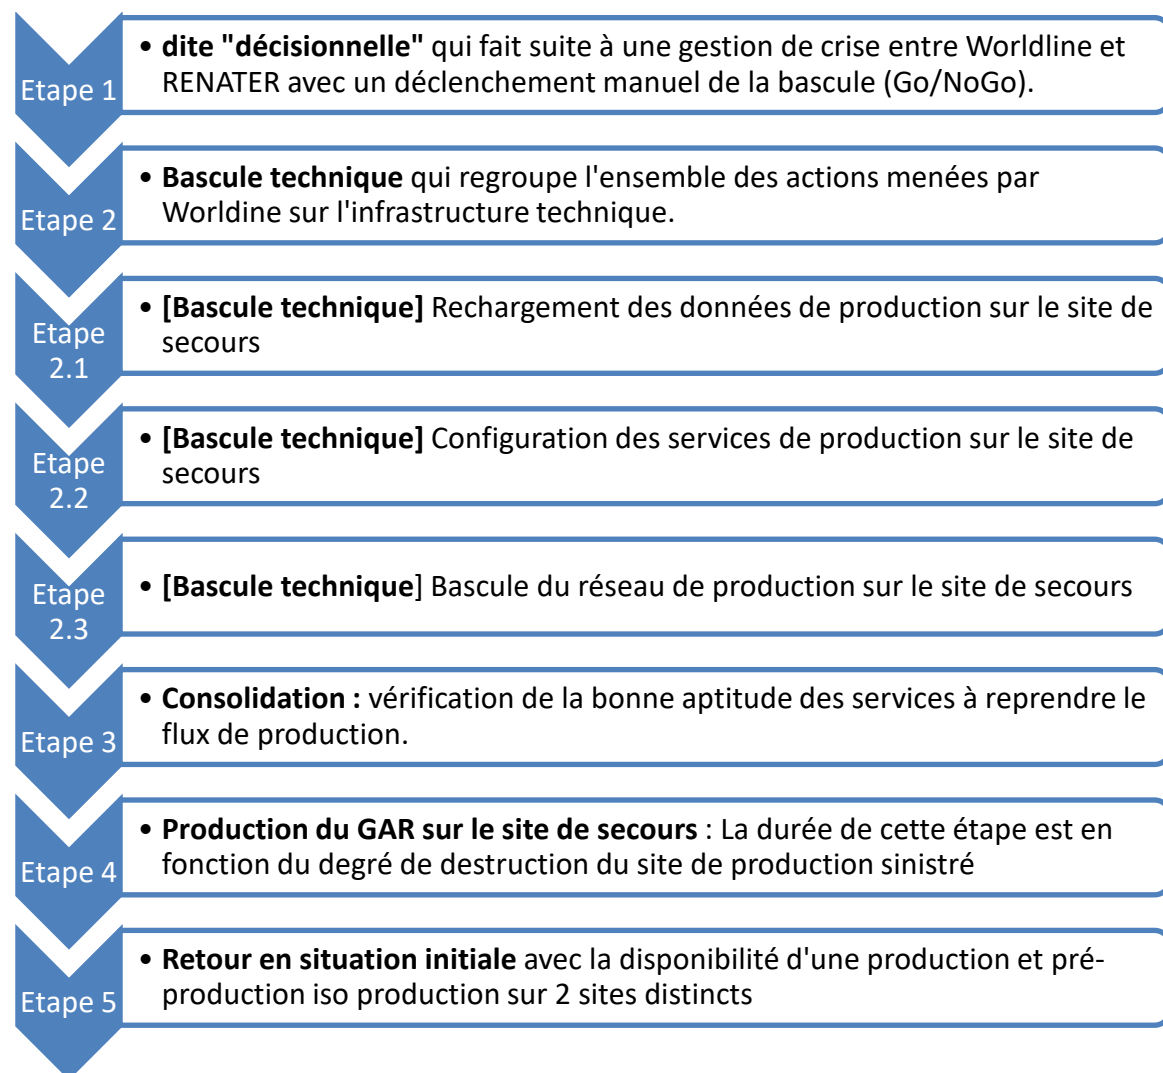 Etape 1
• dite "décisionnelle" qui fait suite à une gestion de crise entre Worldline et
RENATER avec un déclenchement manuel de la bascule (Go/NoGo).
Etape 2
• Bascule technique qui regroupe l'ensemble des actions menées par
Worldine sur l'infrastructure technique.
Etape
2.1
• [Bascule technique] Rechargement des données de production sur le site de
secours
Etape
2.2
• [Bascule technique] Configuration des services de production sur le site de
secours
Etape
2.3
• [Bascule technique] Bascule du réseau de production sur le site de secours
Etape 3
• Consolidation : vérification de la bonne aptitude des services à reprendre le
flux de production.
Etape 4
• Production du GAR sur le site de secours : La durée de cette étape est en
fonction du degré de destruction du site de production sinistré
Etape 5
• Retour en situation initiale avec la disponibilité d'une production et pré-
production iso production sur 2 sites distincts